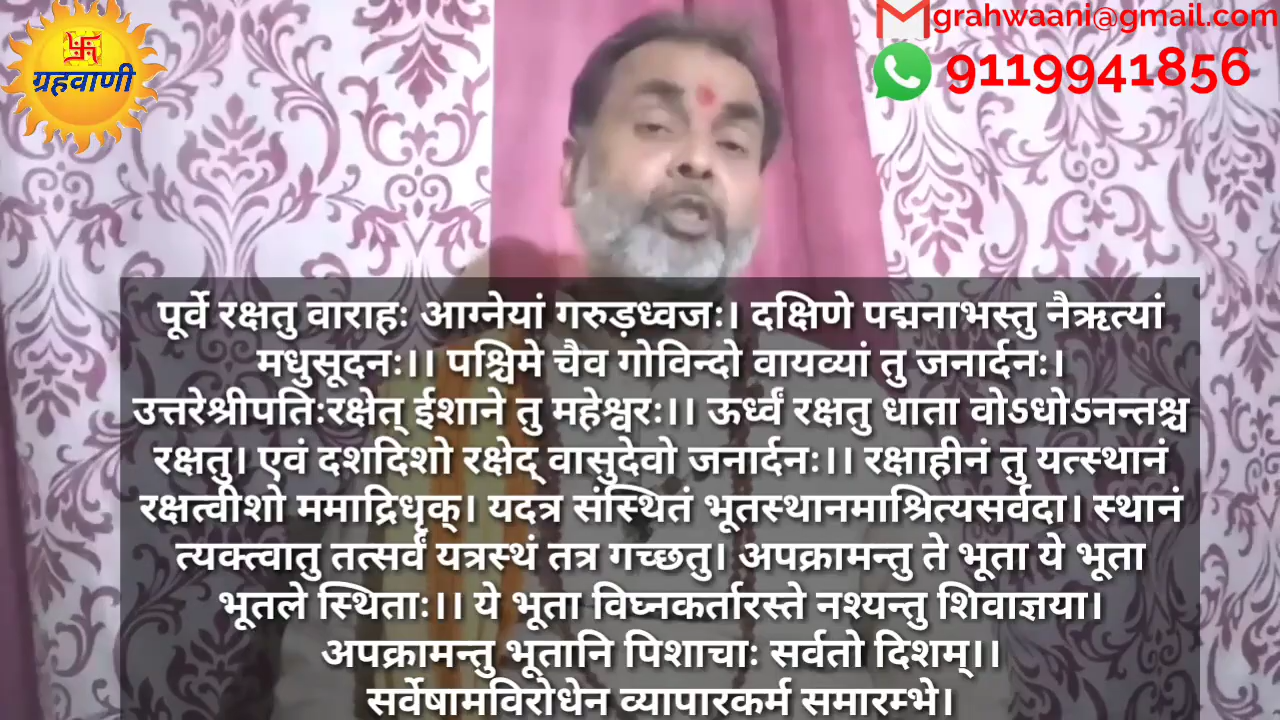 ग्रहवाणी
grahwaani@gmail.com
9119941856
पूर्वे रक्षतु वाराहः आग्नेयां गरुड़ध्वजः। दक्षिणे पद्मनाभस्तु नैऋत्यां
मधुसूदनः।। पश्चिमे चैव गोविन्दो वायव्यां तु जनार्दनः।
उत्तरेश्रीपतिःरक्षेत् ईशाने तु महेश्वरः।। ऊर्ध्वं रक्षतु धाता वोऽधोऽनन्तश्च
रक्षतु। एवं दशदिशो रक्षेद् वासुदेवो जनार्दनः।। रक्षाहीनं तु यत्स्थानं
रक्षत्वीशो ममाद्रिधृक्। यदत्र संस्थितं भूतस्थानमाश्रित्यसर्वदा। स्थानं
त्यक्त्वातु तत्सर्वं यत्रस्थं तत्र गच्छतु। अपक्रामन्तु ते भूता ये भूता
भूतले स्थिताः।। ये भूता विघ्नकर्तारस्ते नश्यन्तु शिवाज्ञया।
अपक्रामन्तु भूतानि पिशाचाः सर्वतो दिशम्।।
सर्वेषामविरोधेन व्यापारकर्म समारम्भे।